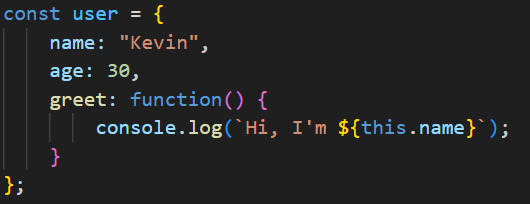 const user = {
    name: "Kevin",
    age: 30,
    greet: function() {
        console.log(`Hi, I'm ${this.name}`);
    }
};